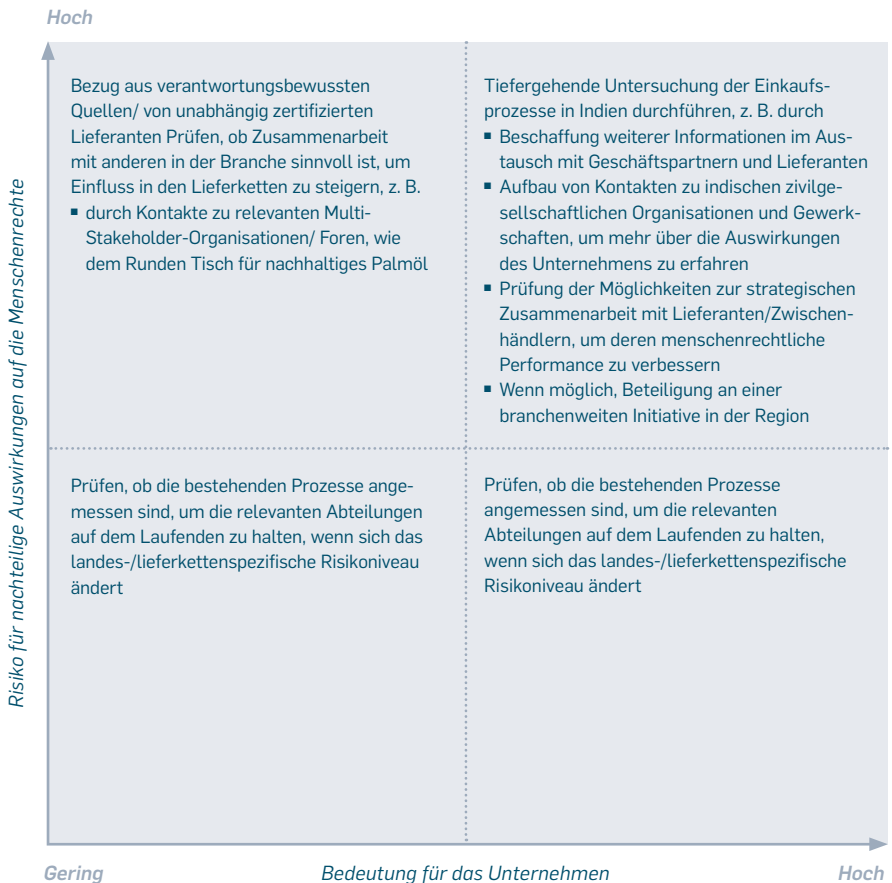 Hoch
Risiko für nachteilige Auswirkungen auf die Menschenrechte
Bezug aus verantwortungsbewussten
Quellen/ von unabhängig zertifizierten
Lieferanten Prüfen, ob Zusammenarbeit
mit anderen in der Branche sinnvoll ist, um
Einfluss in den Lieferketten zu steigern, z. B.
▪ durch Kontakte zu relevanten Multi-
Stakeholder-Organisationen/ Foren, wie
dem Runden Tisch für nachhaltiges Palmöl
Tiefergehende Untersuchung der Einkaufs-
prozesse in Indien durchführen, z. B. durch
▪ Beschaffung weiterer Informationen im Aus-
tausch mit Geschäftspartnern und Lieferanten
▪ Aufbau von Kontakten zu indischen zivilge-
sellschaftlichen Organisationen und Gewerk-
schaften, um mehr über die Auswirkungen
des Unternehmens zu erfahren
▪ Prüfung der Möglichkeiten zur strategischen
Zusammenarbeit mit Lieferanten/Zwischen-
händlern, um deren menschenrechtliche
Performance zu verbessern
▪ Wenn möglich, Beteiligung an einer
branchenweiten Initiative in der Region
Prüfen, ob die bestehenden Prozesse ange-
messen sind, um die relevanten Abteilungen
auf dem Laufenden zu halten, wenn sich das
landes-/lieferkettenspezifische Risikoniveau
ändert
Prüfen, ob die bestehenden Prozesse
angemessen sind, um die relevanten
Abteilungen auf dem Laufenden zu halten,
wenn sich das landes-/lieferkettenspezifische
Risikoniveau ändert
Gering
Bedeutung für das Unternehmen
Hoch